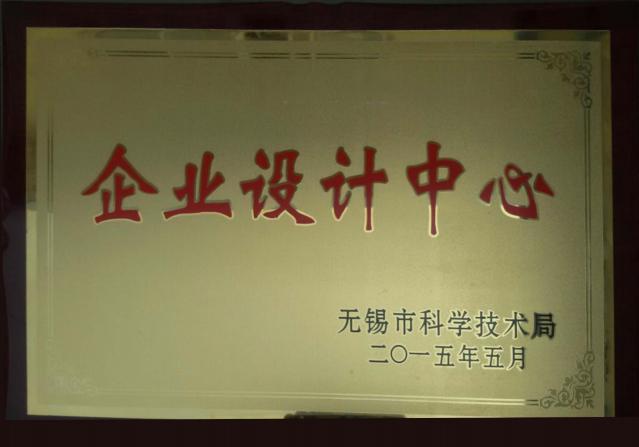 企业设计中心
无锡市科学技术局
二〇一五年五月